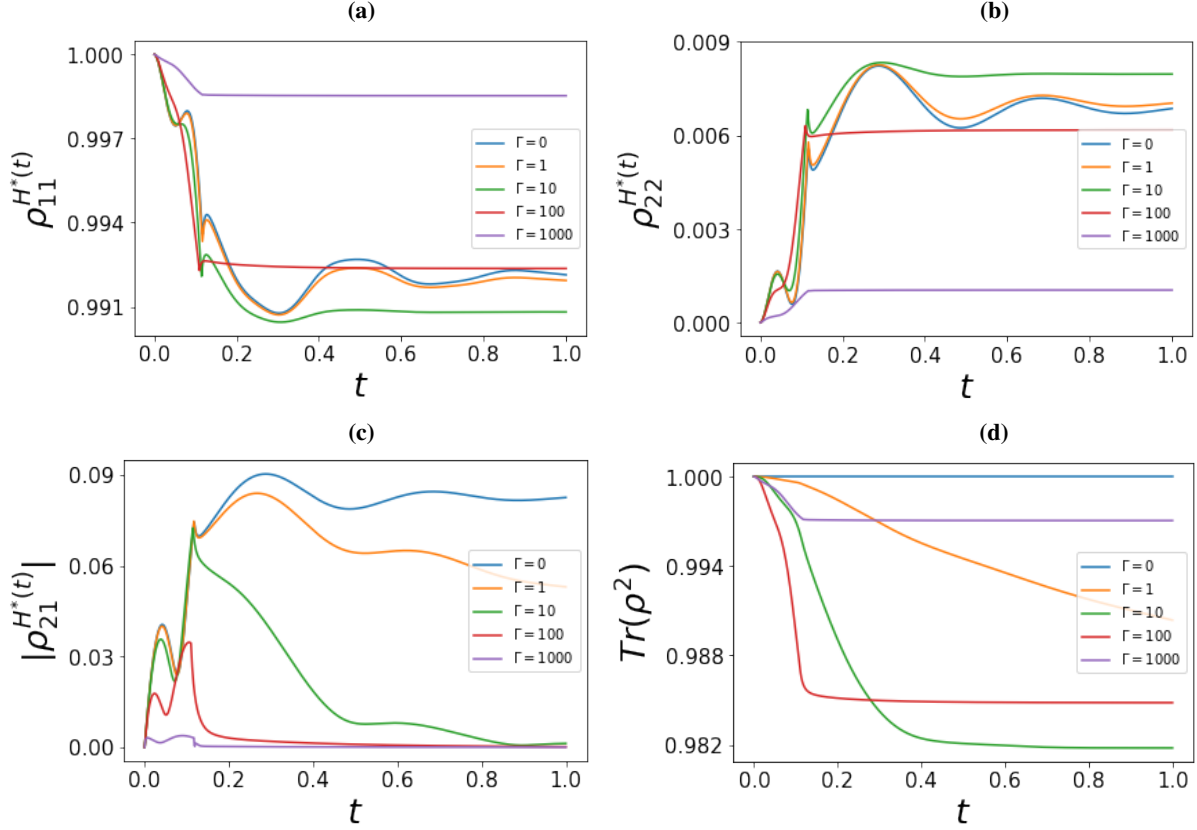 (a)
1.000
0.997
0.994
0.991
ρ₁₁^{H*(t)}
Γ = 0
Γ = 1
Γ = 10
Γ = 100
Γ = 1000
0.0 0.2 0.4 0.6 0.8 1.0
t
(b)
0.009
0.006
0.003
0.000
ρ₂₂^{H*(t)}
Γ = 0
Γ = 1
Γ = 10
Γ = 100
Γ = 1000
0.0 0.2 0.4 0.6 0.8 1.0
t
(c)
0.09
0.06
0.03
0.00
|ρ₂₁^{H*(t)}|
Γ = 0
Γ = 1
Γ = 10
Γ = 100
Γ = 1000
0.0 0.2 0.4 0.6 0.8 1.0
t
(d)
1.000
0.994
0.988
0.982
Tr(ρ²)
Γ = 0
Γ = 1
Γ = 10
Γ = 100
Γ = 1000
0.0 0.2 0.4 0.6 0.8 1.0
t